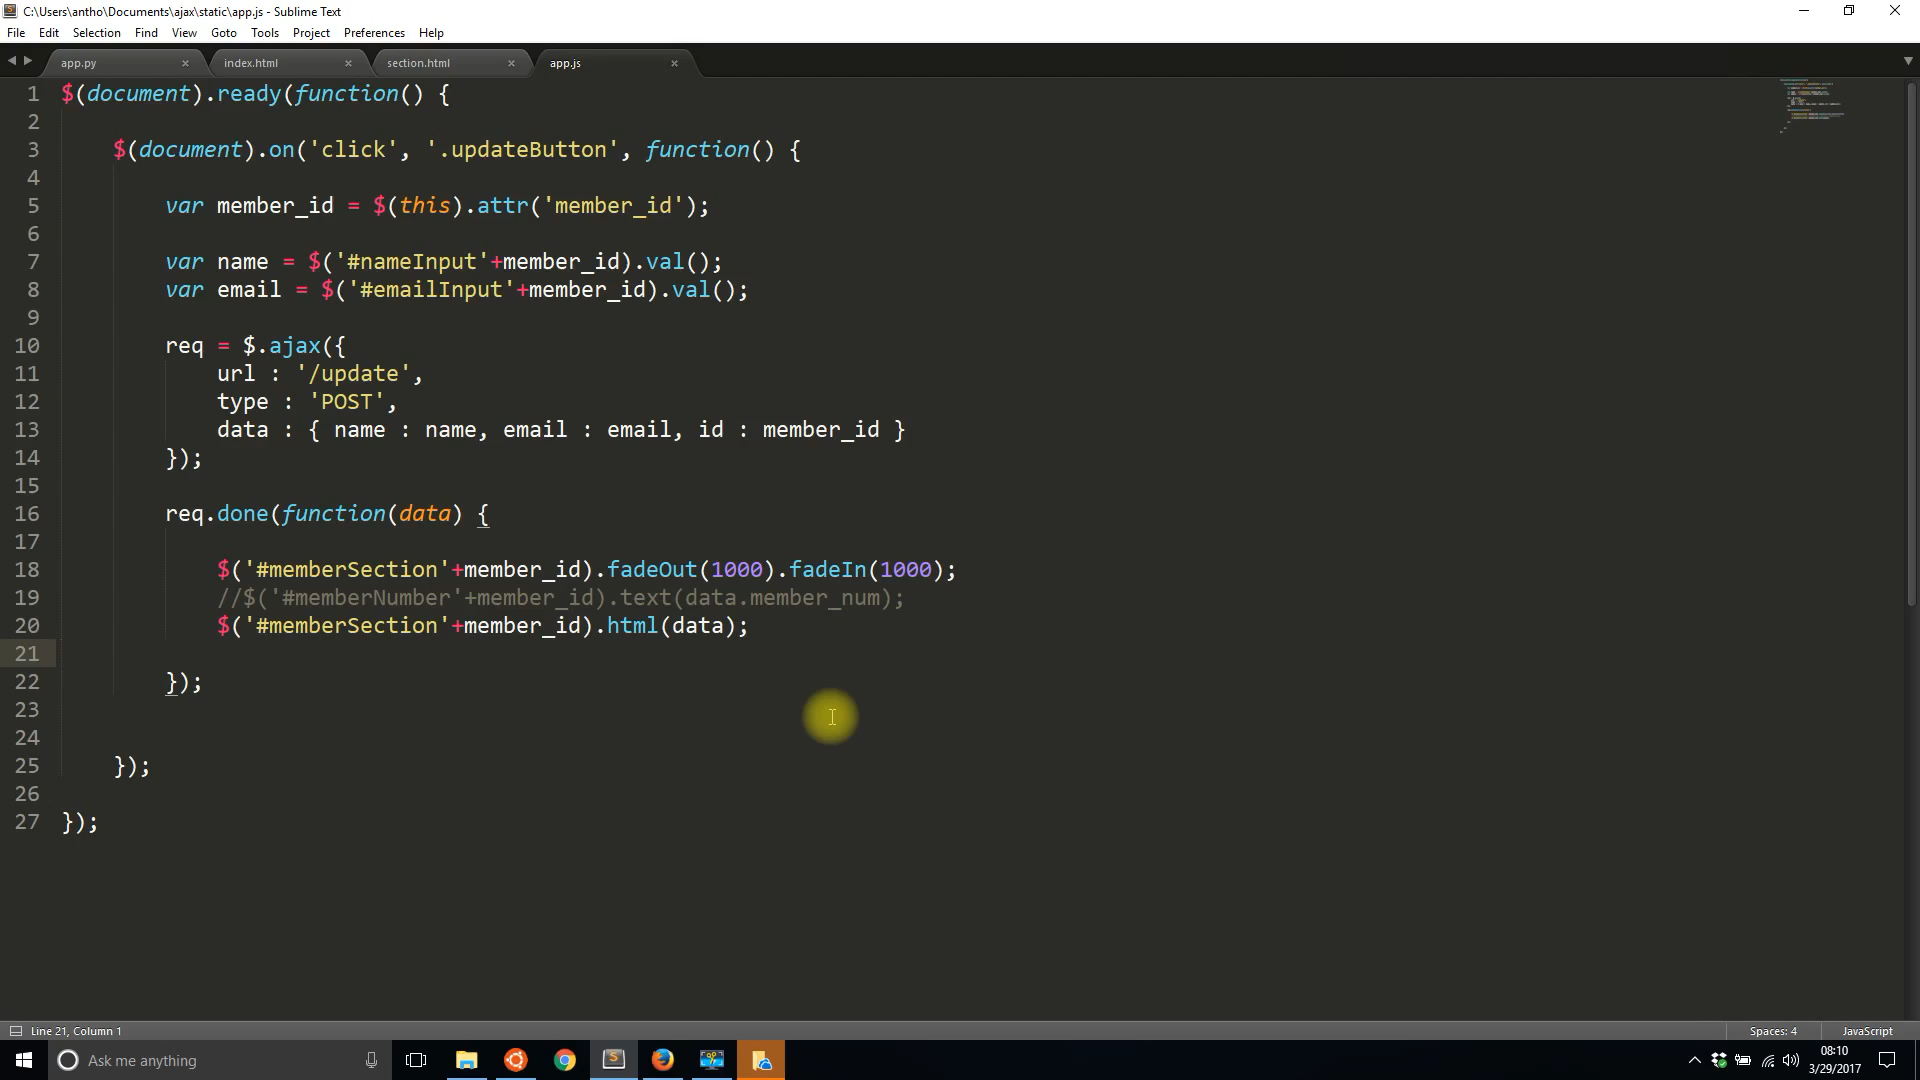 C:\Users\antho\Documents\ajax\static\app.js - Sublime Text
File Edit Selection Find View Goto Tools Project Preferences Help
app.py index.html section.html app.js
1 $(document).ready(function() {
2
3 $(document).on('click', '.updateButton', function() {
4
5 var member_id = $(this).attr('member_id');
6
7 var name = $('#nameInput'+member_id).val();
8 var email = $('#emailInput'+member_id).val();
9
10 req = $.ajax({
11 url : '/update',
12 type : 'POST',
13 data : { name : name, email : email, id : member_id }
14 });
15
16 req.done(function(data) {
17
18 $('#memberSection'+member_id).fadeOut(1000).fadeIn(1000);
19 //$('#memberNumber'+member_id).text(data.member_num);
20 $('#memberSection'+member_id).html(data);
21
22 });
23
24
25 });
26
27 });
Line 21, Column 1 Spaces: 4 JavaScript
Ask me anything
08:10
3/29/2017